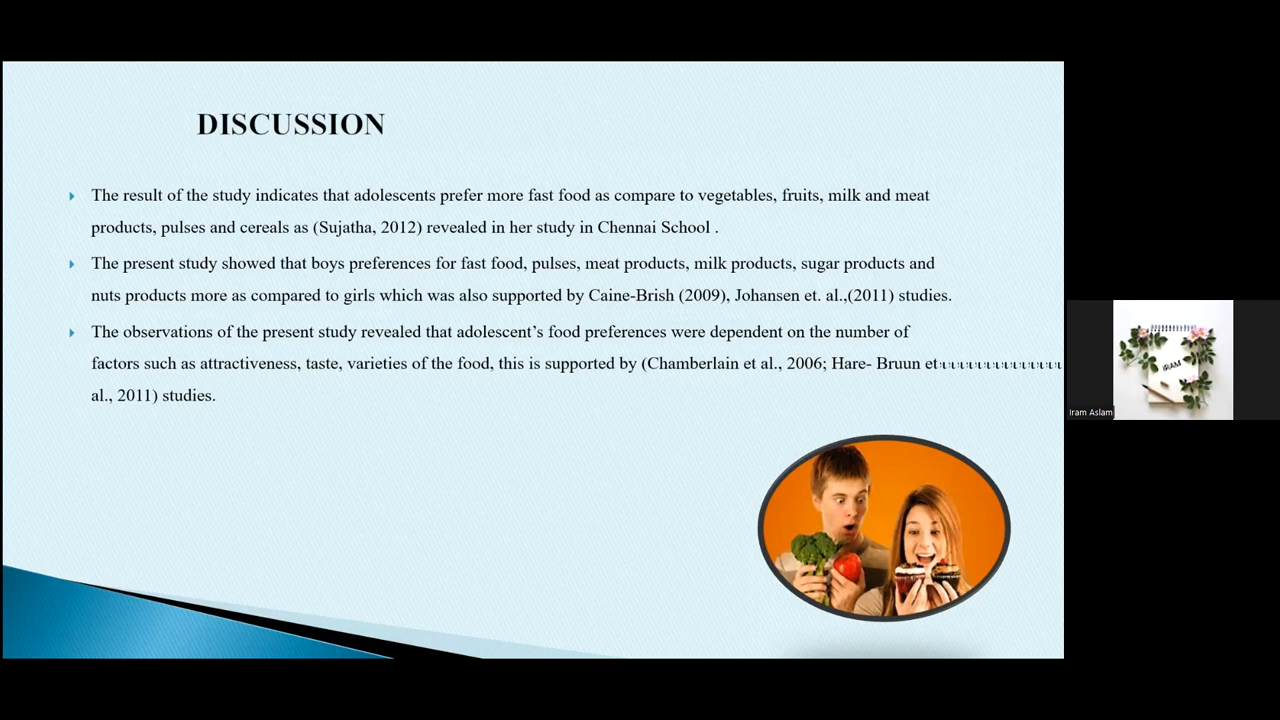 DISCUSSION
The result of the study indicates that adolescents prefer more fast food as compare to vegetables, fruits, milk and meat
products, pulses and cereals as (Sujatha, 2012) revealed in her study in Chennai School .
The present study showed that boys preferences for fast food, pulses, meat products, milk products, sugar products and
nuts products more as compared to girls which was also supported by Caine-Brish (2009), Johansen et. al.,(2011) studies.
The observations of the present study revealed that adolescent’s food preferences were dependent on the number of
factors such as attractiveness, taste, varieties of the food, this is supported by (Chamberlain et al., 2006; Hare- Bruun et
al., 2011) studies.
IRAM
Iram Aslam